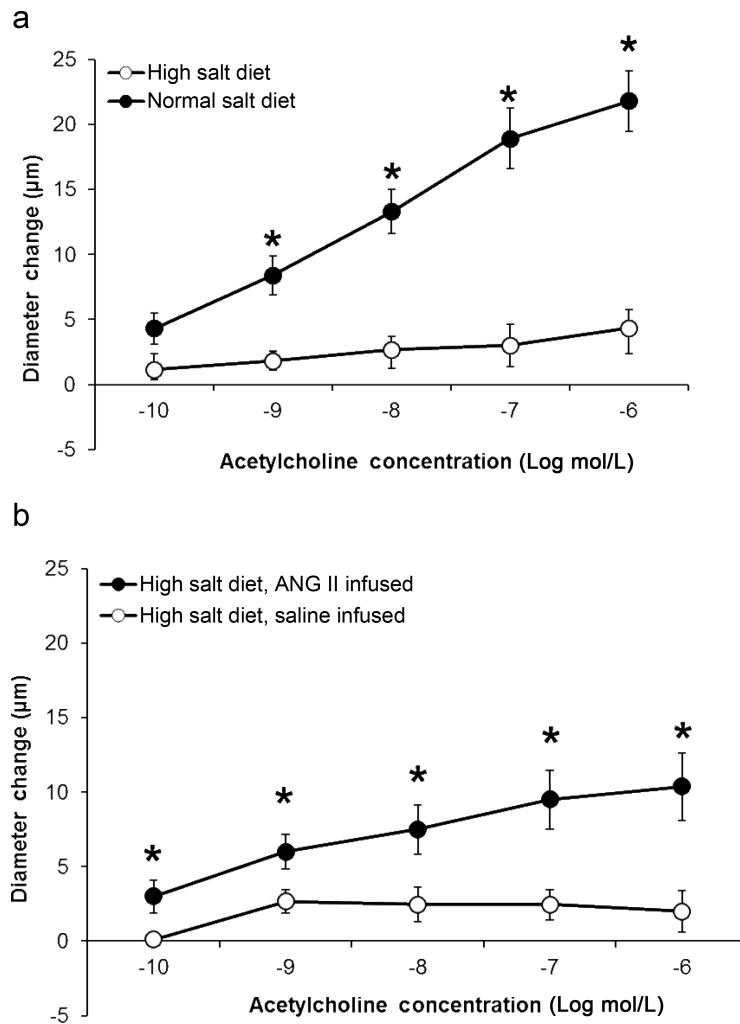 a
25
20
15
10
5
0
-5
Diameter change (µm)
High salt diet
Normal salt diet
*
*
*
*
-10 -9 -8 -7 -6
Acetylcholine concentration (Log mol/L)
b
25
20
15
10
5
0
-5
Diameter change (µm)
High salt diet, ANG II infused
High salt diet, saline infused
*
*
*
*
*
-10 -9 -8 -7 -6
Acetylcholine concentration (Log mol/L)